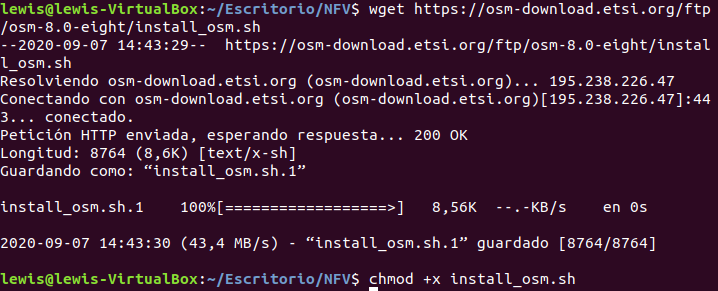 lewis@lewis-VirtualBox:~/Escritorio/NFV$ wget https://osm-download.etsi.org/ftp
/osm-8.0-eight/install_osm.sh
--2020-09-07 14:43:29--  https://osm-download.etsi.org/ftp/osm-8.0-eight/instal
l_osm.sh
Resolviendo osm-download.etsi.org (osm-download.etsi.org)... 195.238.226.47
Conectando con osm-download.etsi.org (osm-download.etsi.org)[195.238.226.47]:44
3... conectado.
Petición HTTP enviada, esperando respuesta... 200 OK
Longitud: 8764 (8,6K) [text/x-sh]
Guardando como: “install_osm.sh.1”
install_osm.sh.1    100%[==================>]   8,56K  --.-KB/s    en 0s
2020-09-07 14:43:30 (43,4 MB/s) - “install_osm.sh.1” guardado [8764/8764]
lewis@lewis-VirtualBox:~/Escritorio/NFV$ chmod +x install_osm.sh